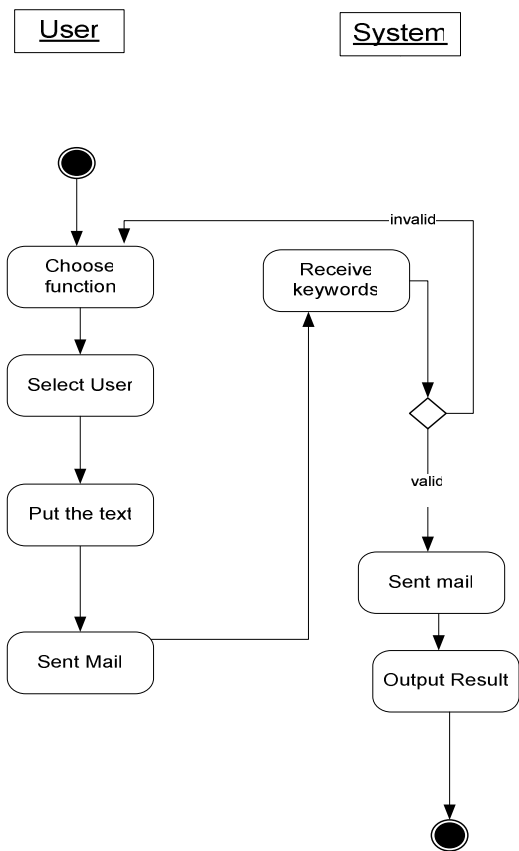 User
System
invalid
Choose
function
Receive
keywords
Select User
valid
Put the text
Sent mail
Sent Mail
Output Result